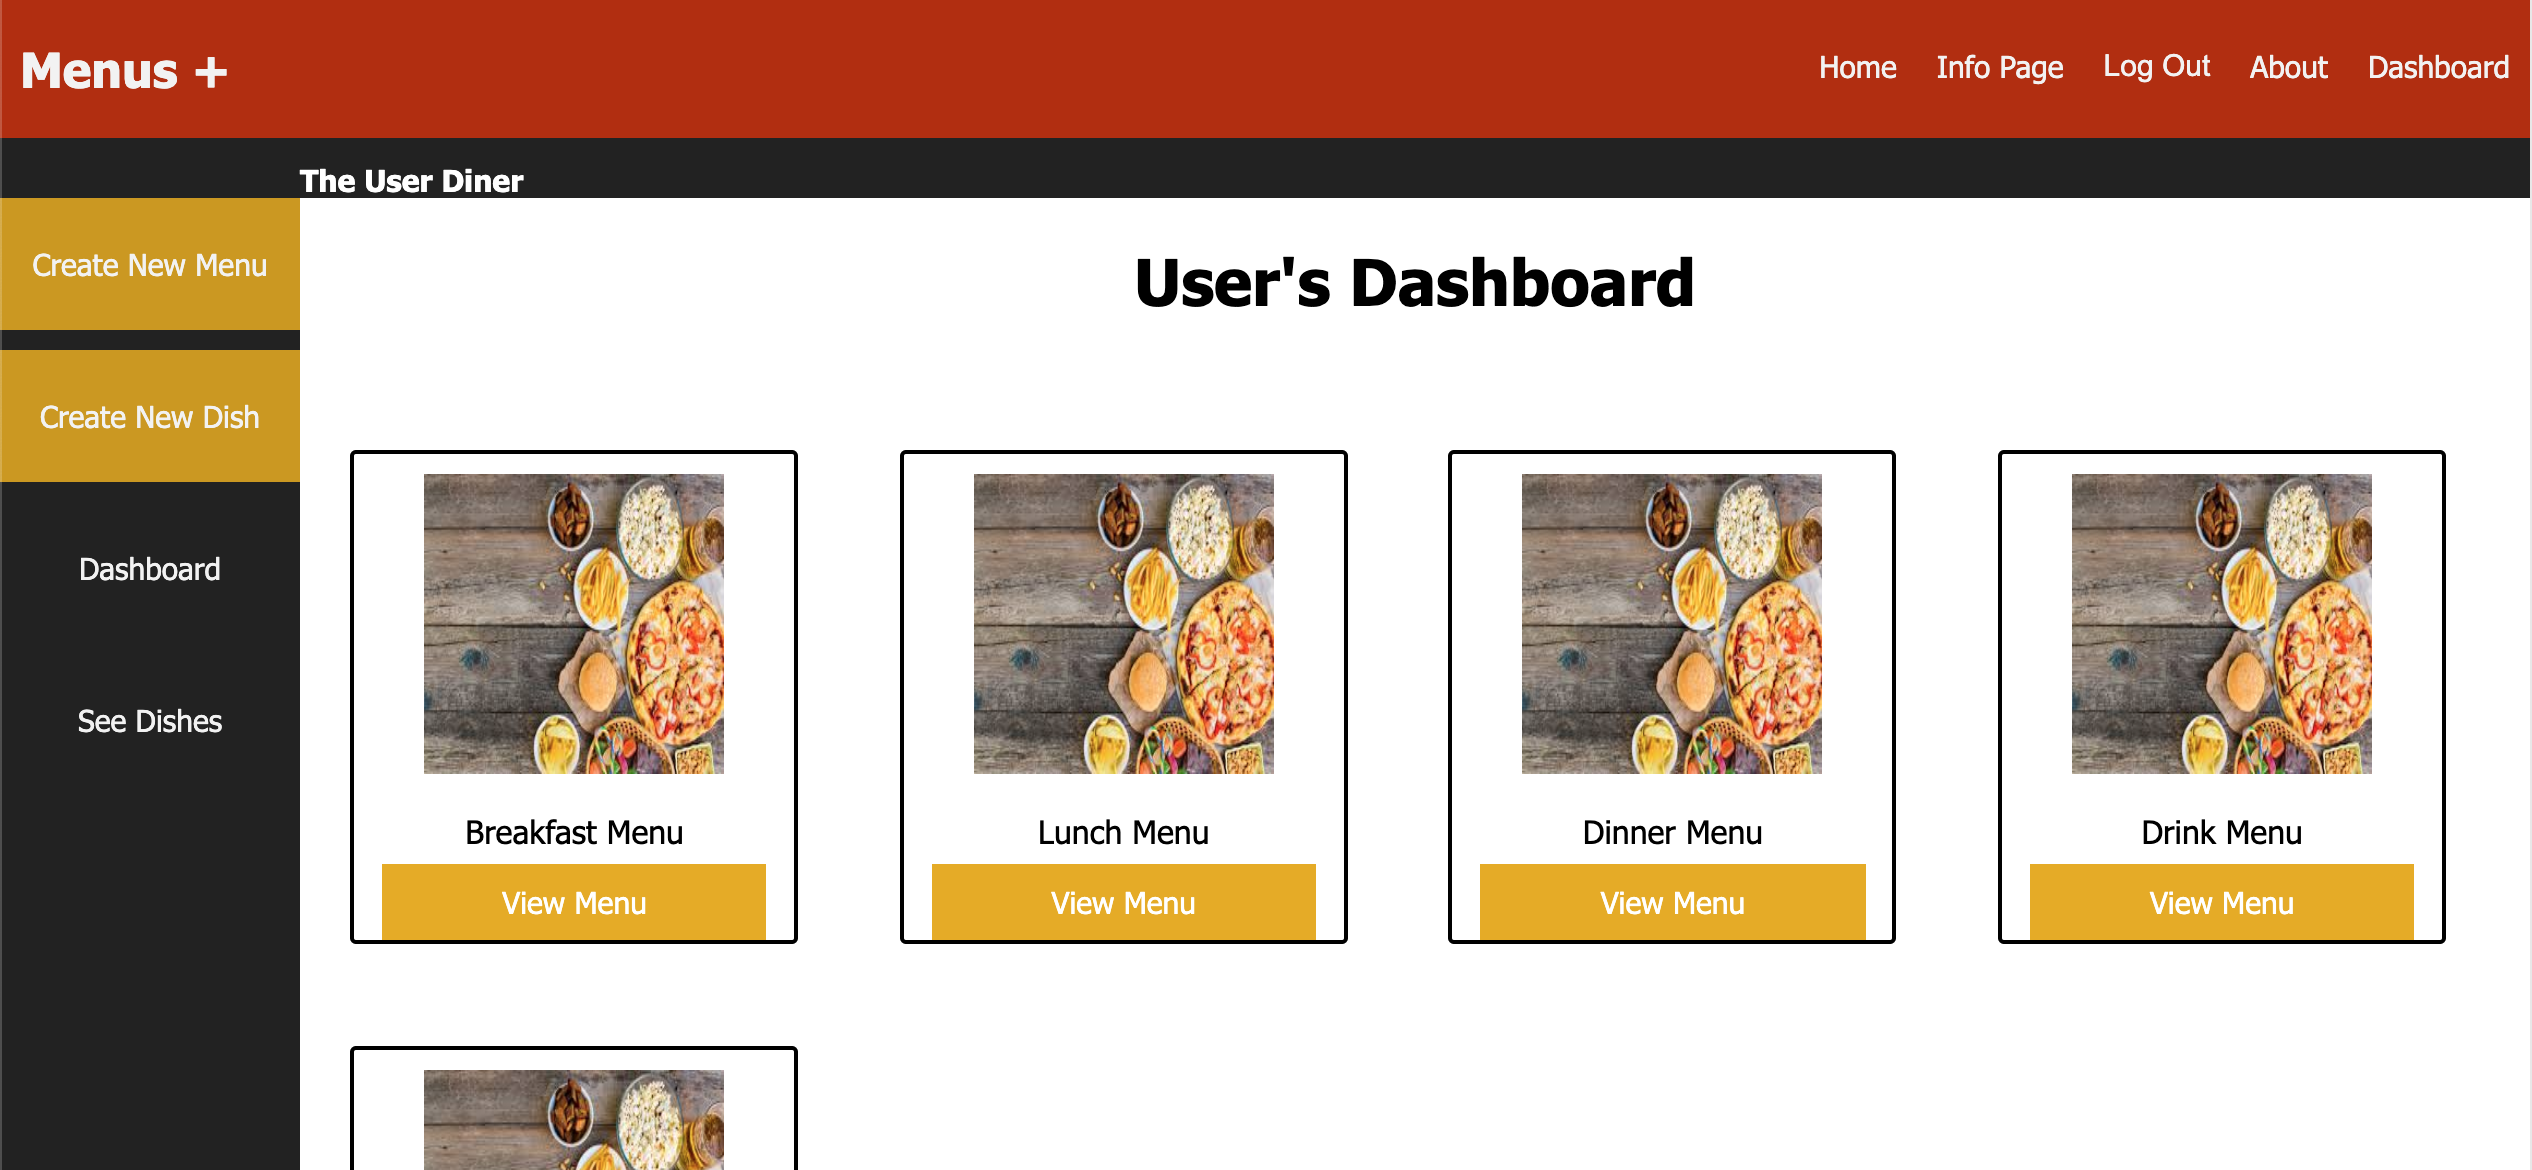 Menus +
Home Info Page Log Out About Dashboard
The User Diner
Create New Menu
Create New Dish
Dashboard
See Dishes
User's Dashboard
Breakfast Menu
View Menu
Lunch Menu
View Menu
Dinner Menu
View Menu
Drink Menu
View Menu